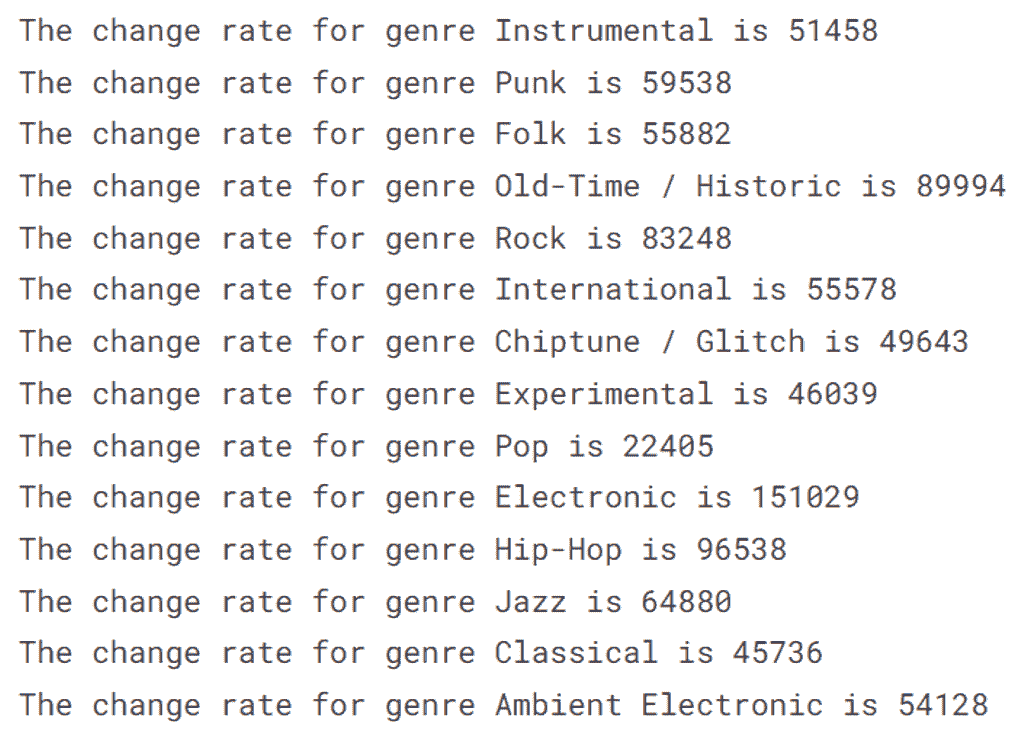 The change rate for genre Instrumental is 51458
The change rate for genre Punk is 59538
The change rate for genre Folk is 55882
The change rate for genre Old-Time / Historic is 89994
The change rate for genre Rock is 83248
The change rate for genre International is 55578
The change rate for genre Chiptune / Glitch is 49643
The change rate for genre Experimental is 46039
The change rate for genre Pop is 22405
The change rate for genre Electronic is 151029
The change rate for genre Hip-Hop is 96538
The change rate for genre Jazz is 64880
The change rate for genre Classical is 45736
The change rate for genre Ambient Electronic is 54128